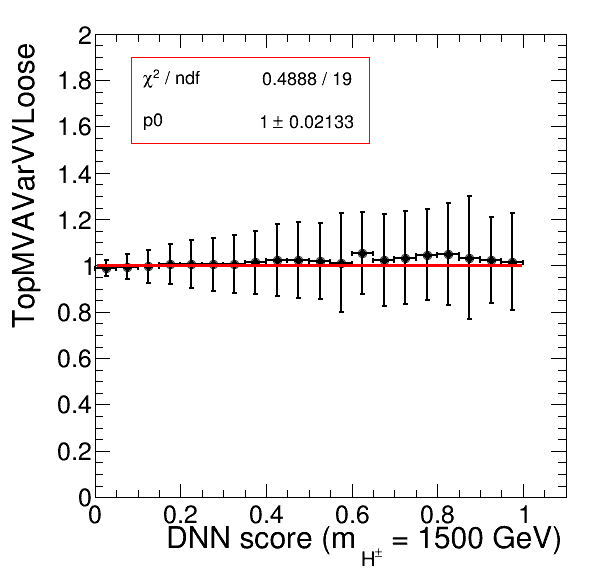 TopMVAVarVVLoose
χ² / ndf 0.4888 / 19
p0 1 ± 0.02133
2
1.8
1.6
1.4
1.2
1
0.8
0.6
0.4
0.2
0
0 0.2 0.4 0.6 0.8 1
DNN score (m_H± = 1500 GeV)